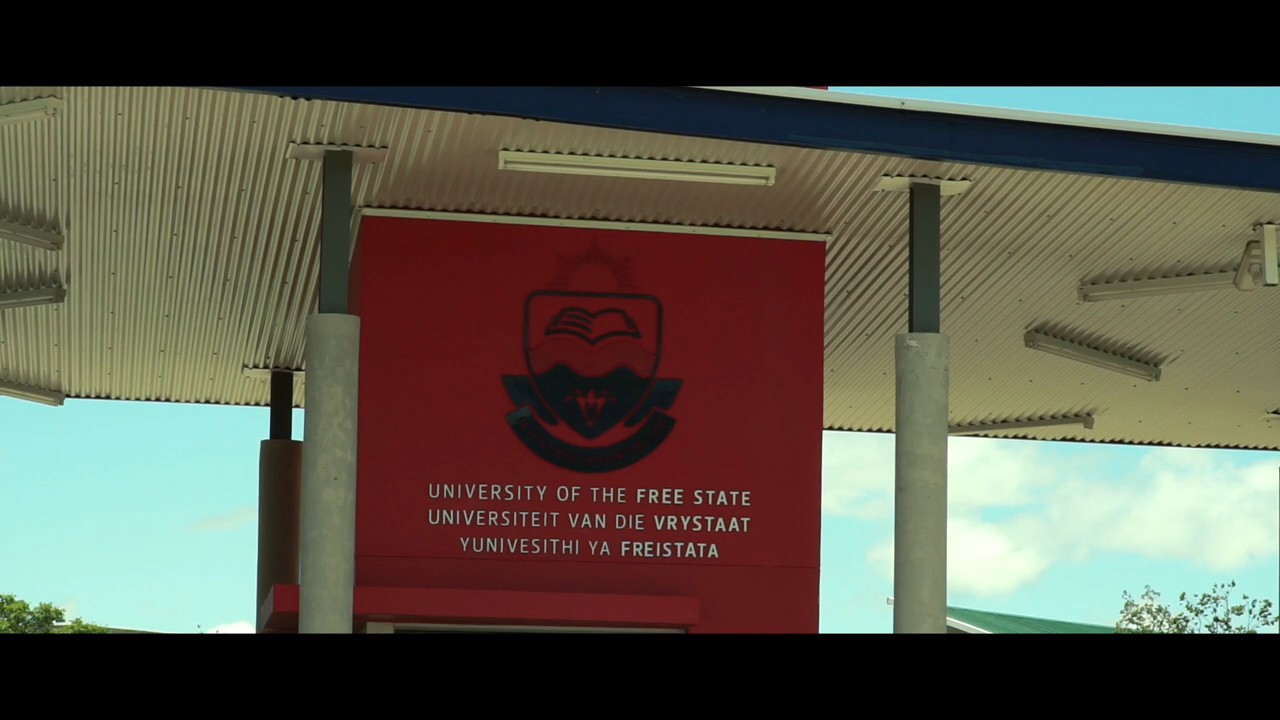 UNIVERSITY OF THE FREE STATE
UNIVERSITEIT VAN DIE VRYSTAAT
YUNIVESITHI YA FREISTATA